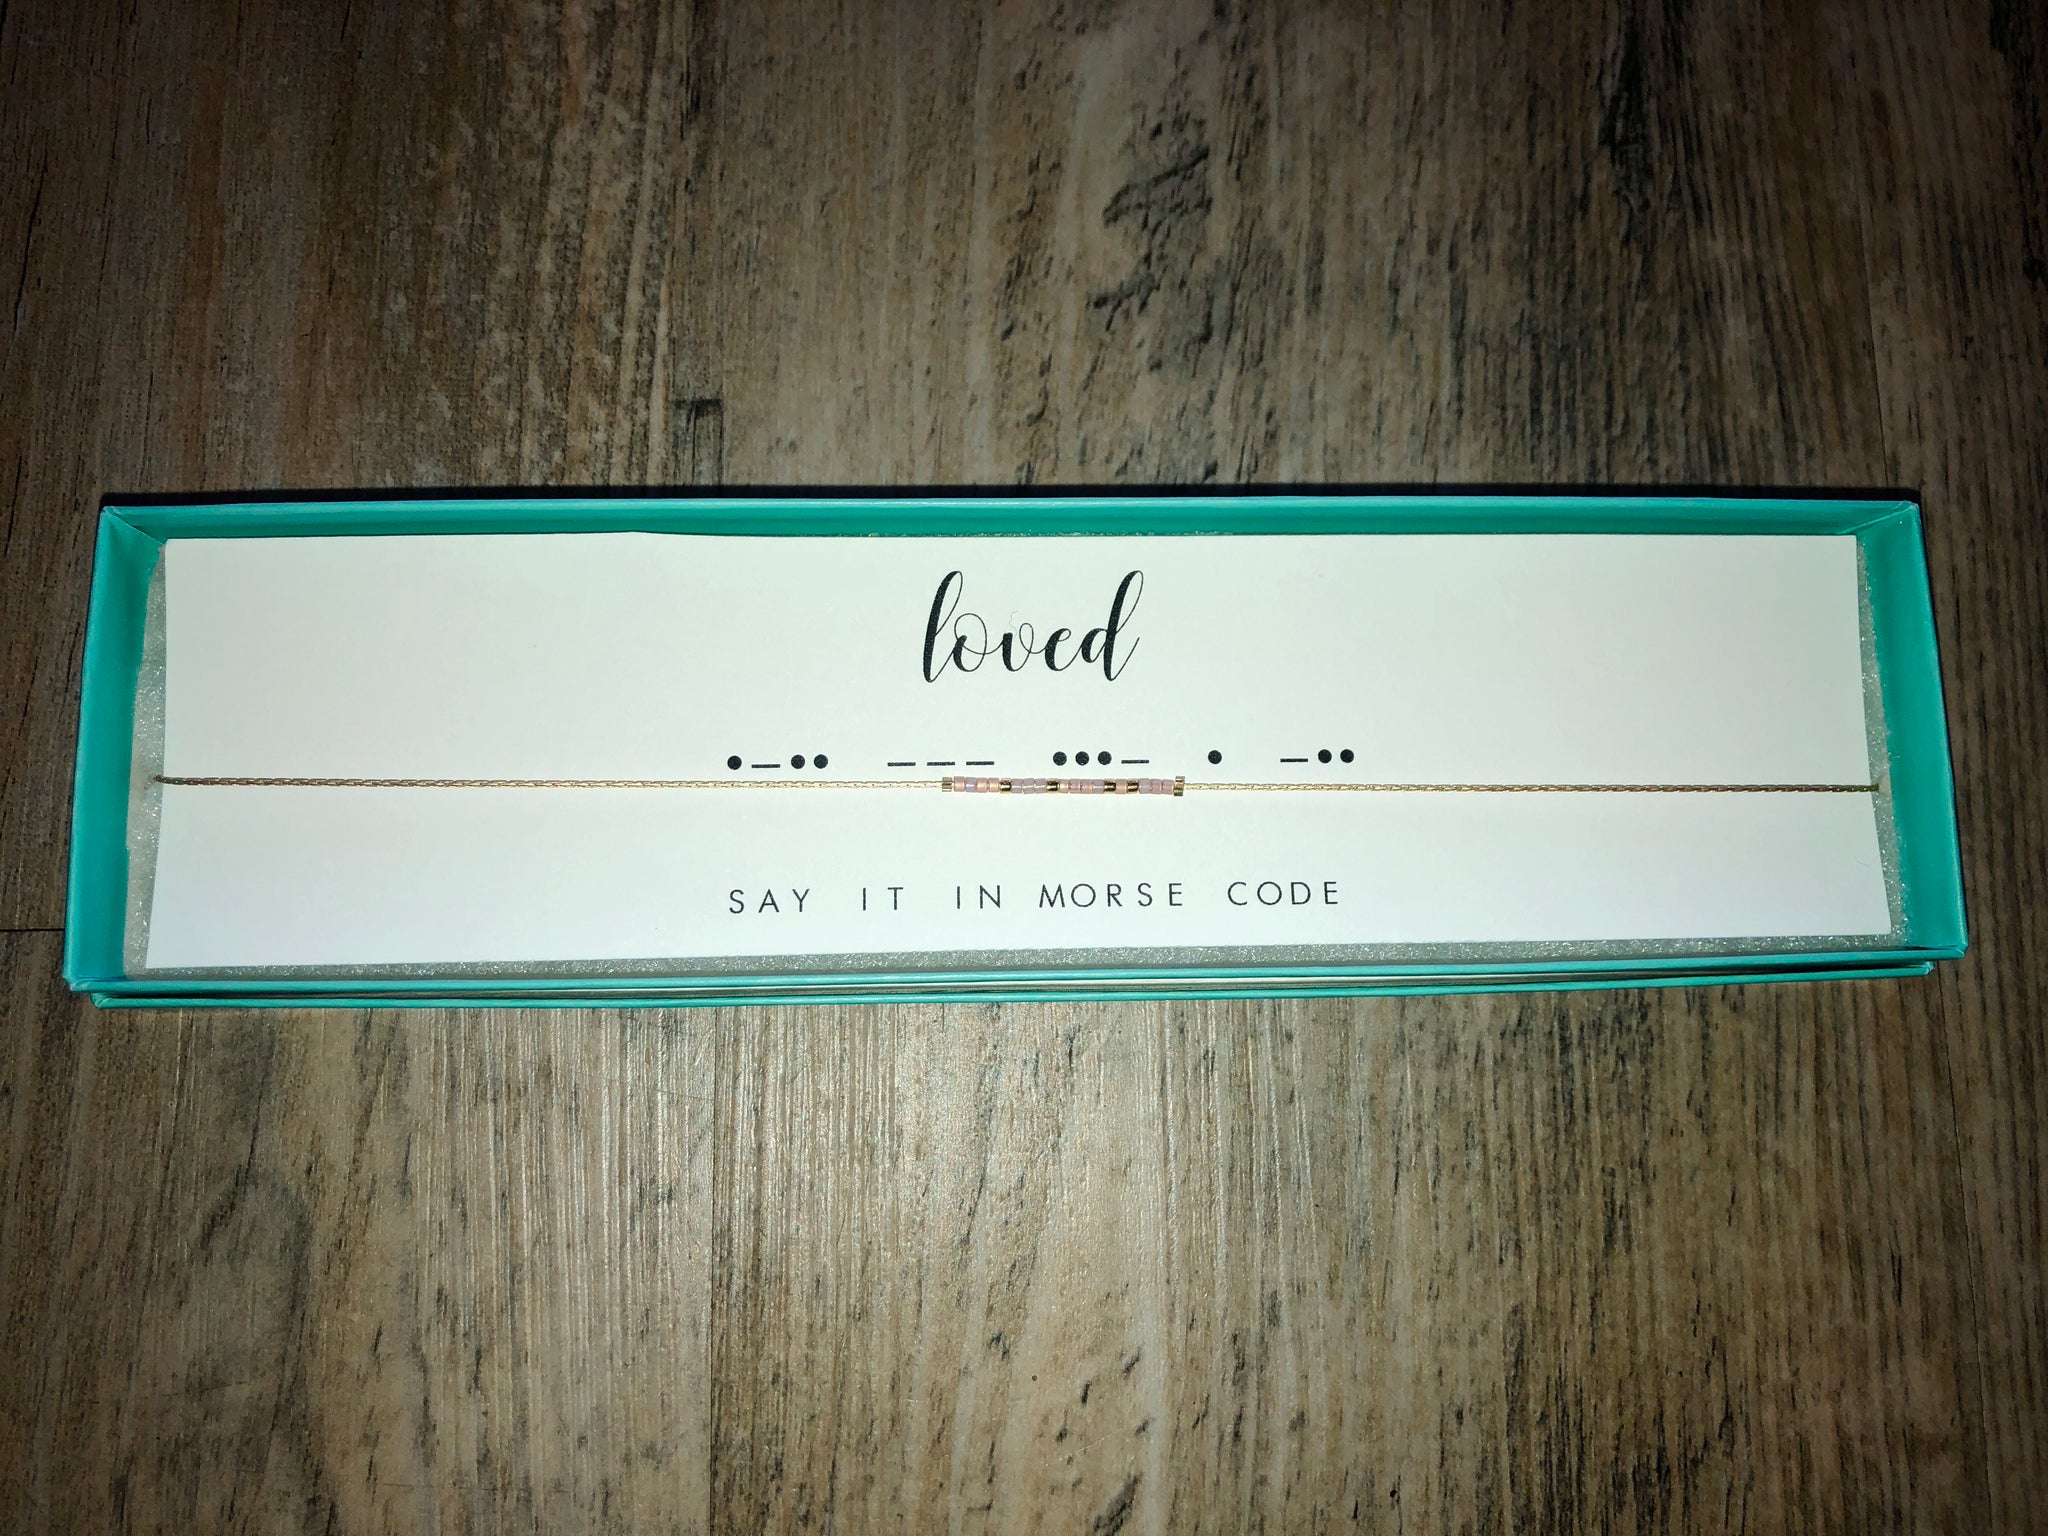 loved
•–•• – – – •••– • –••
SAY IT IN MORSE CODE